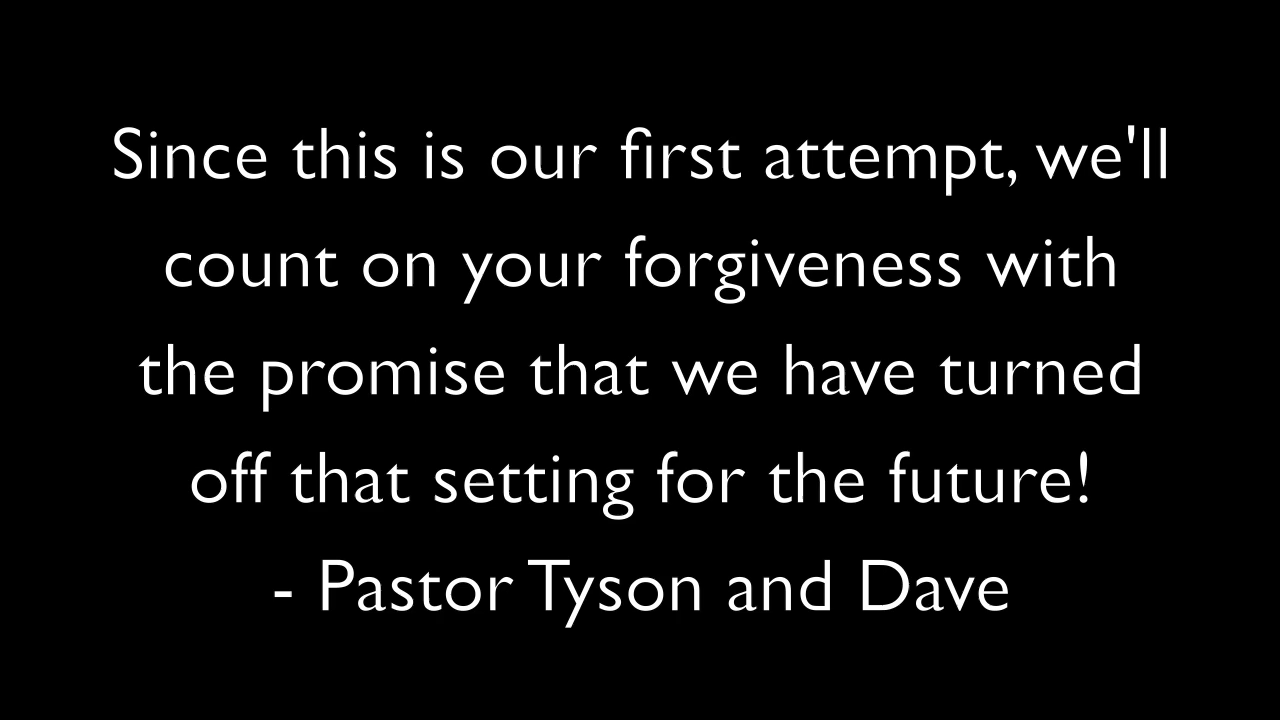 Since this is our first attempt, we'll
count on your forgiveness with
the promise that we have turned
off that setting for the future!
- Pastor Tyson and Dave